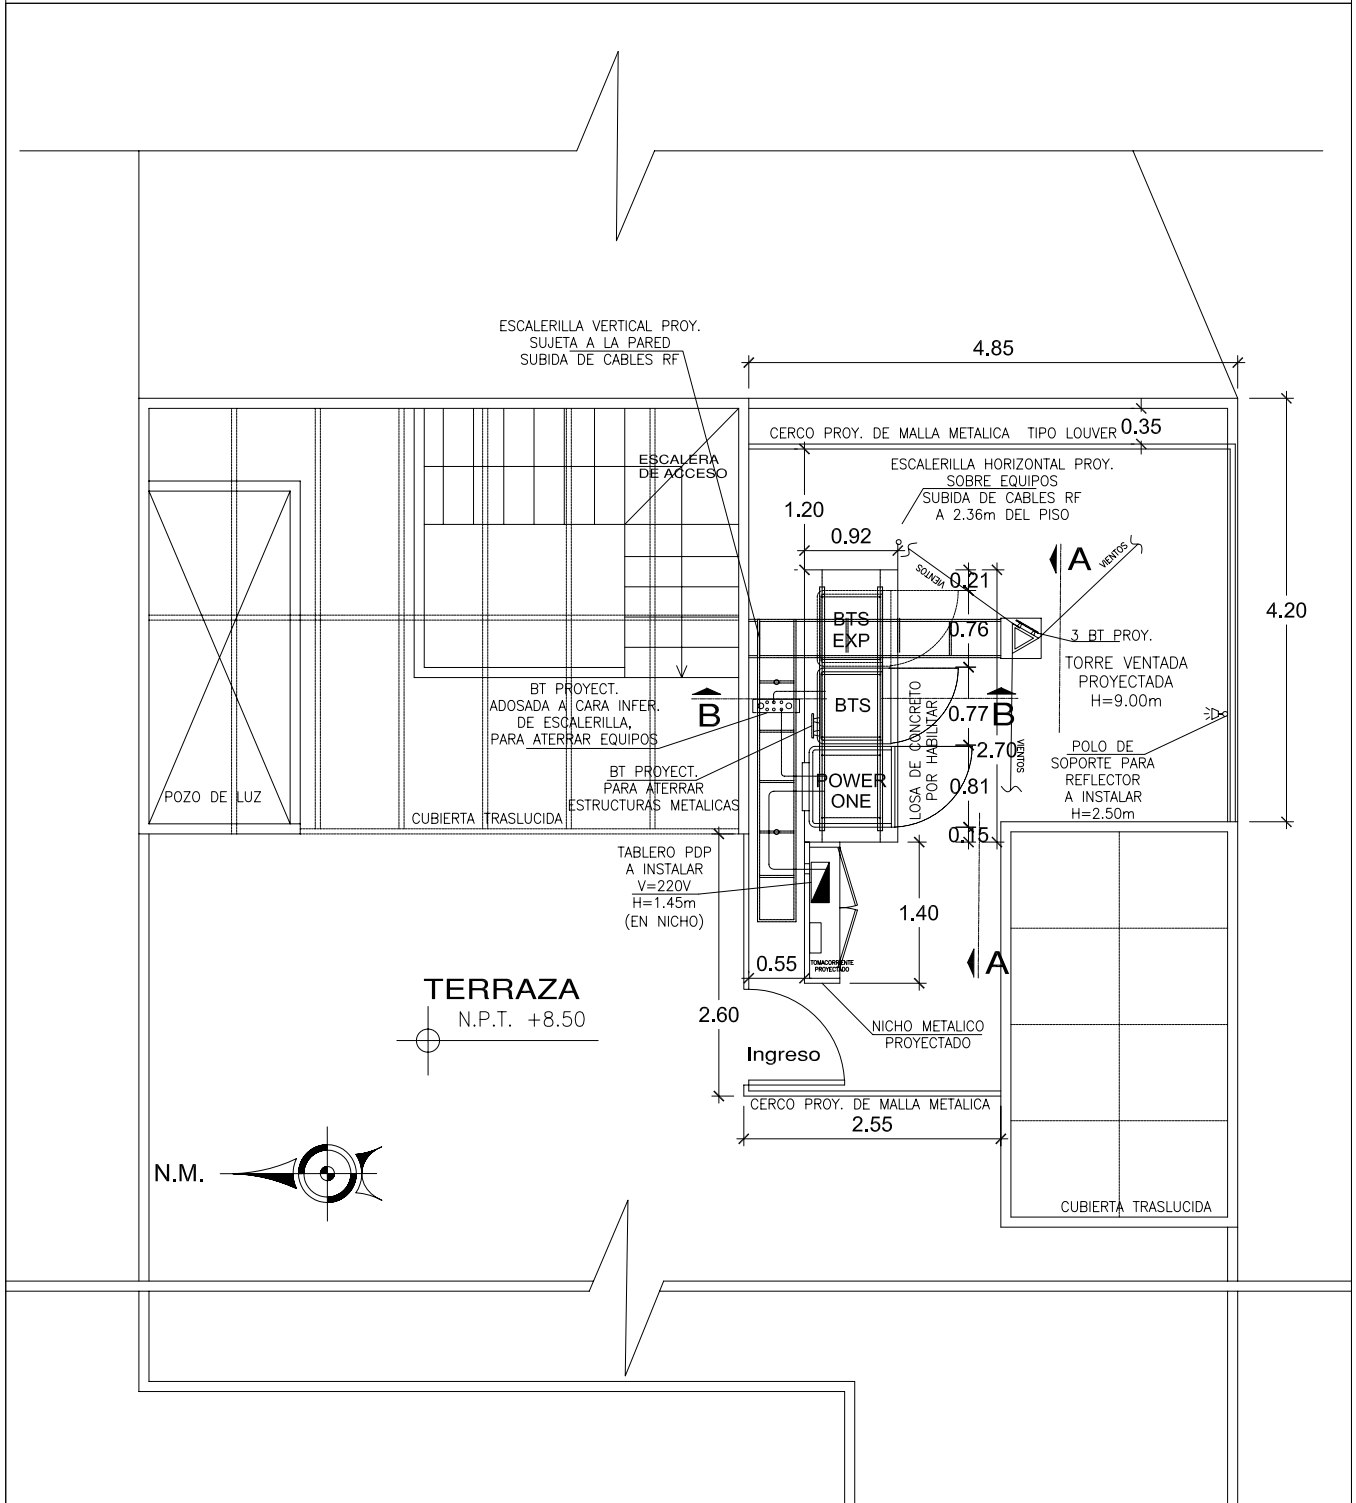 ESCALERILLA VERTICAL PROY.
SUJETA A LA PARED
SUBIDA DE CABLES RF
4.85
CERCO PROY. DE MALLA METALICA TIPO LOUVER
0.35
ESCALERA
DE ACCESO
ESCALERILLA HORIZONTAL PROY.
SOBRE EQUIPOS
SUBIDA DE CABLES RF
A 2.36m DEL PISO
1.20
0.92
VIENTOS
A
VIENTOS
0.21
4.20
BTS
EXP
0.76
3 BT PROY.
TORRE VENTADA
PROYECTADA
H=9.00m
BT PROYECT.
ADOSADA A CARA INFER.
DE ESCALERILLA,
PARA ATERRAR EQUIPOS
B
BTS
LOSA DE CONCRETO
POR HABILITAR
0.77
B
2.70
VIENTOS
POLO DE
SOPORTE PARA
REFLECTOR
A INSTALAR
H=2.50m
BT PROYECT.
PARA ATERRAR
ESTRUCTURAS METALICAS
POWER
ONE
0.81
POZO DE LUZ
CUBIERTA TRASLUCIDA
0.15
TABLERO PDP
A INSTALAR
V=220V
H=1.45m
(EN NICHO)
1.40
0.55
TOMACORRIENTE
PROYECTADO
A
TERRAZA
N.P.T. +8.50
2.60
NICHO METALICO
PROYECTADO
Ingreso
CERCO PROY. DE MALLA METALICA
2.55
N.M.
CUBIERTA TRASLUCIDA